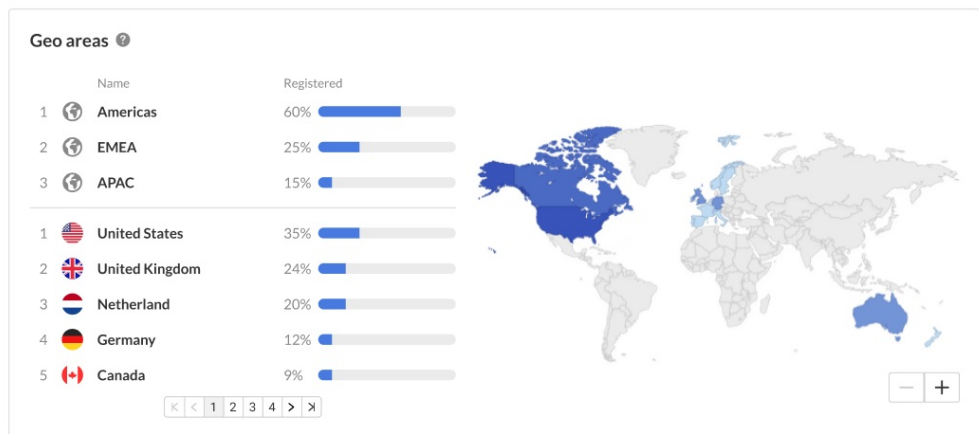 Geo areas ?
Name Registered
1 Americas 60%
2 EMEA 25%
3 APAC 15%
1 United States 35%
2 United Kingdom 24%
3 Netherland 20%
4 Germany 12%
5 Canada 9%
1 2 3 4